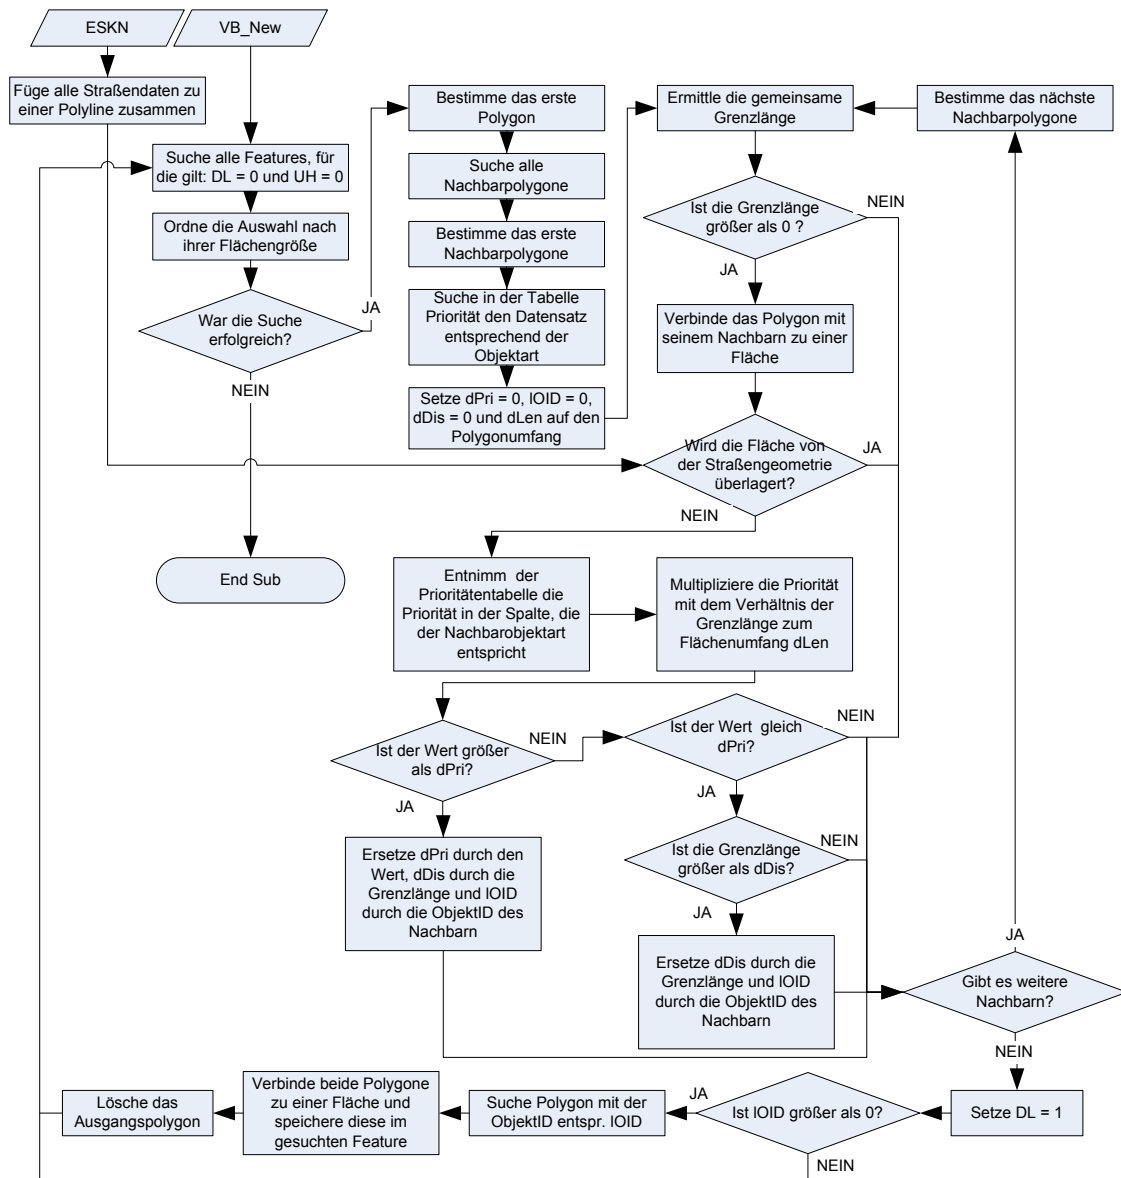 ESKN
VB_New
Füge alle Straßendaten zu
einer Polyline zusammen
Suche alle Features, für
die gilt: DL = 0 und UH = 0
Ordne die Auswahl nach
ihrer Flächengröße
War die Suche
erfolgreich?
JA
NEIN
End Sub
Bestimme das erste
Polygon
Suche alle
Nachbarpolygone
Bestimme das erste
Nachbarpolygone
Suche in der Tabelle
Priorität den Datensatz
entsprechend der
Objektart
Setze dPri = 0, lOID = 0,
dDis = 0 und dLen auf den
Polygonumfang
Ermittle die gemeinsame
Grenzlänge
Bestimme das nächste
Nachbarpolygone
Ist die Grenzlänge
größer als 0 ?
NEIN
JA
Verbinde das Polygon mit
seinem Nachbarn zu einer
Fläche
Wird die Fläche von
der Straßengeometrie
überlagert?
JA
NEIN
Entnimm der
Prioritätentabelle die
Priorität in der Spalte, die
der Nachbarobjektart
entspricht
Multipliziere die Priorität
mit dem Verhältnis der
Grenzlänge zum
Flächenumfang dLen
Ist der Wert größer
als dPri?
NEIN
JA
Ist der Wert gleich
dPri?
NEIN
JA
Ersetze dPri durch den
Wert, dDis durch die
Grenzlänge und lOID
durch die ObjektID des
Nachbarn
Ist die Grenzlänge
größer als dDis?
NEIN
JA
Ersetze dDis durch die
Grenzlänge und lOID
durch die ObjektID des
Nachbarn
JA
Gibt es weitere
Nachbarn?
NEIN
Setze DL = 1
Ist lOID größer als 0?
JA
NEIN
Suche Polygon mit der
ObjektID entspr. lOID
Verbinde beide Polygone
zu einer Fläche und
speichere diese im
gesuchten Feature
Lösche das
Ausgangspolygon